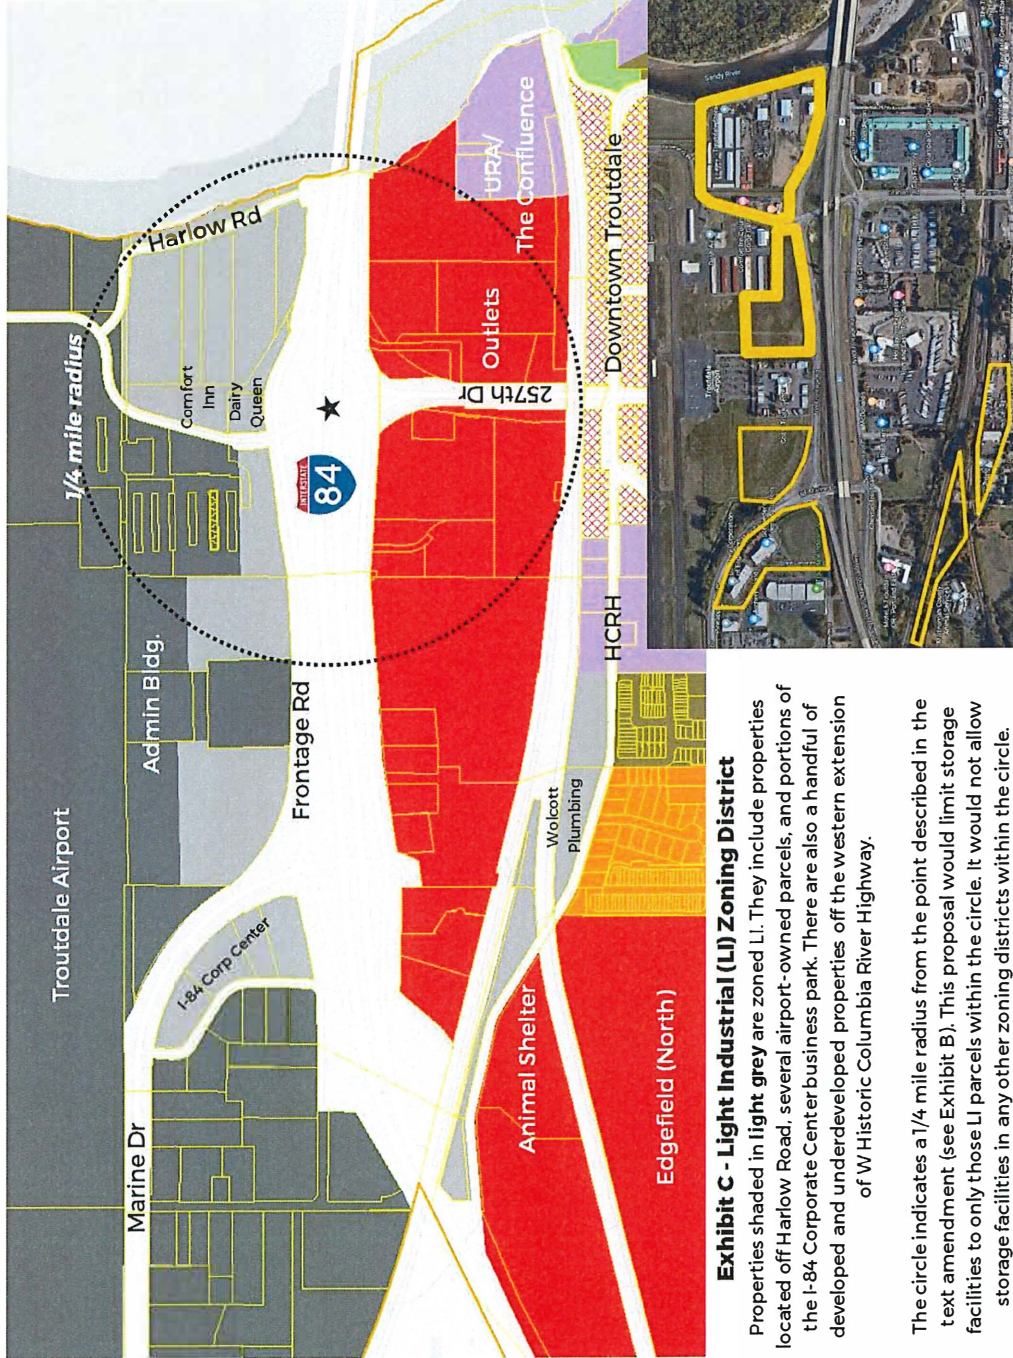 Troutdale Airport
Marine Dr
I-84 Corp Center
Admin Bldg.
Frontage Rd
1/4 mile radius
Harlow Rd
Comfort
Inn
Dairy
Queen
INTERSTATE
84
★
257th Dr
Outlets
URA/
The Confluence
Downtown Troutdale
HCRH
Wolcott
Plumbing
Animal Shelter
Edgefield (North)
Exhibit C - Light Industrial (LI) Zoning District
Properties shaded in light grey are zoned LI. They include properties
located off Harlow Road, several airport-owned parcels, and portions of
the I-84 Corporate Center business park. There are also a handful of
developed and underdeveloped properties off the western extension
of W Historic Columbia River Highway.
The circle indicates a 1/4 mile radius from the point described in the
text amendment (see Exhibit B). This proposal would limit storage
facilities to only those LI parcels within the circle. It would not allow
storage facilities in any other zoning districts within the circle.
Sandy River
Troutdale
Airport